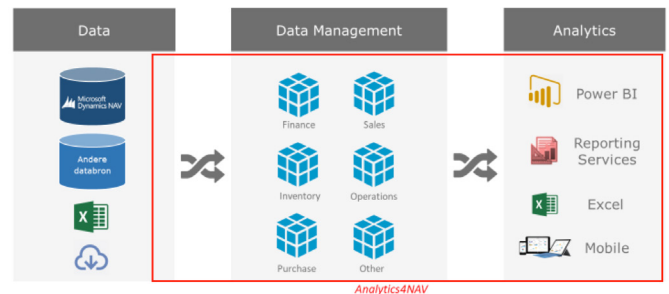 Data
Data Management
Analytics
Microsoft
Dynamics NAV
Andere
databron
Finance
Sales
Inventory
Operations
Purchase
Other
Power BI
Reporting
Services
Excel
Mobile
Analytics4NAV